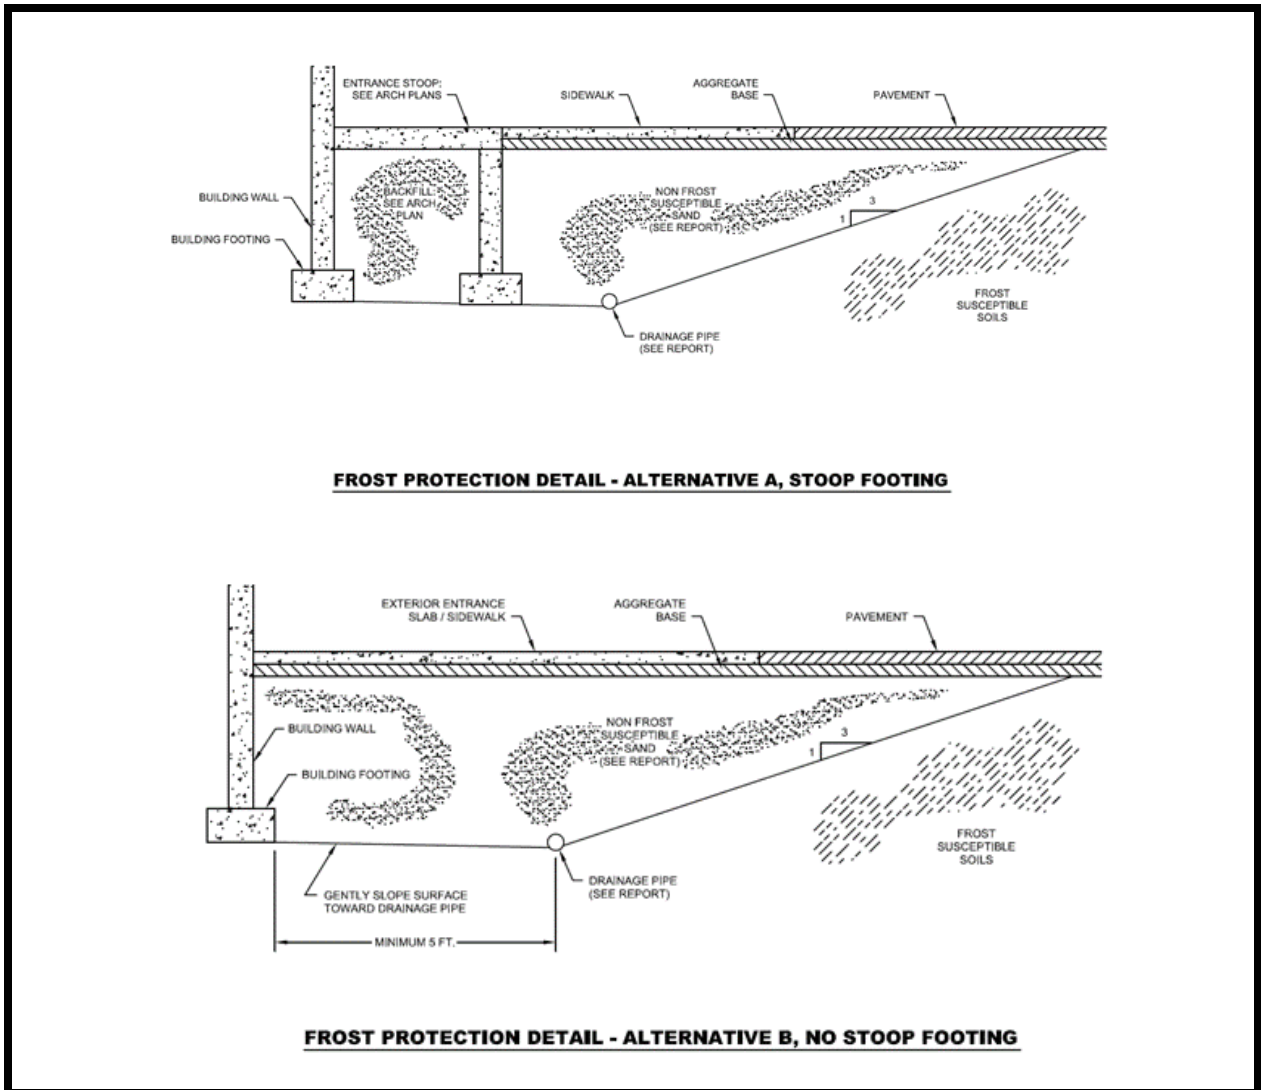 ENTRANCE STOOP;
SEE ARCH PLANS
SIDEWALK
AGGREGATE
BASE
PAVEMENT
BUILDING WALL
BACKFILL:
SEE ARCH
PLAN
NON FROST
SUSCEPTIBLE
SAND
(SEE REPORT)
3
1
BUILDING FOOTING
FROST
SUSCEPTIBLE
SOILS
DRAINAGE PIPE
(SEE REPORT)
FROST PROTECTION DETAIL - ALTERNATIVE A, STOOP FOOTING
EXTERIOR ENTRANCE
SLAB / SIDEWALK
AGGREGATE
BASE
PAVEMENT
BUILDING WALL
NON FROST
SUSCEPTIBLE
SAND
(SEE REPORT)
3
1
BUILDING FOOTING
FROST
SUSCEPTIBLE
SOILS
DRAINAGE PIPE
(SEE REPORT)
GENTLY SLOPE SURFACE
TOWARD DRAINAGE PIPE
MINIMUM 5 FT.
FROST PROTECTION DETAIL - ALTERNATIVE B, NO STOOP FOOTING